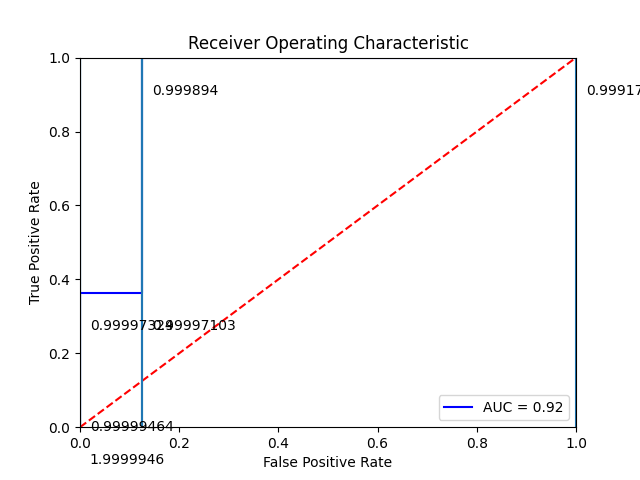 Receiver Operating Characteristic
1.0
0.999894
0.99917
0.8
0.6
True Positive Rate
0.4
0.99997103
0.2
AUC = 0.92
0.99999464
0.0
0.0 0.2 0.4 0.6 0.8 1.0
1.9999946
False Positive Rate